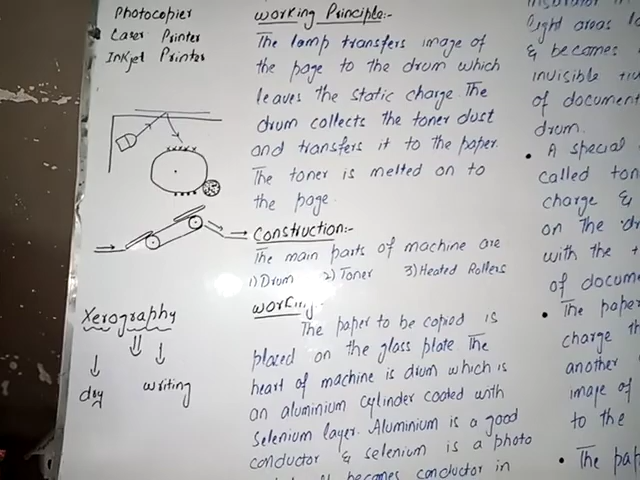 Photocopier
Laser Printer
Inkjet Printer
Xerography
dry writing
Working Principle:-
The lamp transfers image of
the page to the drum which
leaves the static charge The
drum collects the toner dust
and transfers it to the paper.
The toner is melted on to
the page.
Construction:-
The main parts of machine are
1) Drum 2) Toner 3) Heated Rollers
Working:-
The paper to be copied is
placed on the glass plate The
heart of machine is drum which is
an aluminium cylinder coated with
Selenium layer. Aluminium is a good
conductor & selenium is a photo
becomes conductor in
light areas
& becomes
invisible
of document
drum.
• A special
called
charge &
on the
with the
of
• The paper
charge
another
image of
to the
• The